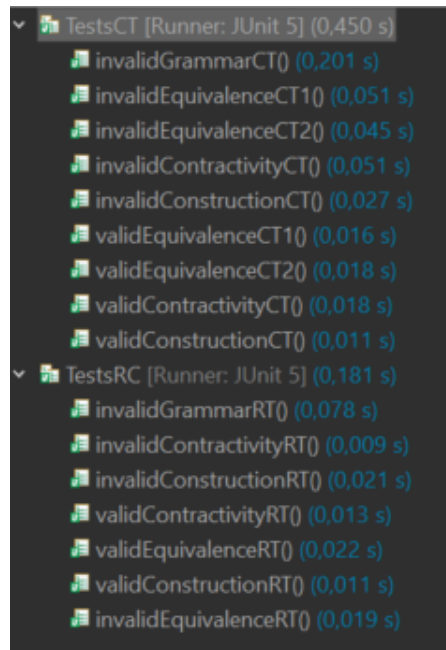 TestsCT [Runner: JUnit 5] (0,450 s)
invalidGrammarCT() (0,201 s)
invalidEquivalenceCT1() (0,051 s)
invalidEquivalenceCT2() (0,045 s)
invalidContractivityCT() (0,051 s)
invalidConstructionCT() (0,027 s)
validEquivalenceCT1() (0,016 s)
validEquivalenceCT2() (0,018 s)
validContractivityCT() (0,018 s)
validConstructionCT() (0,011 s)
TestsRC [Runner: JUnit 5] (0,181 s)
invalidGrammarRT() (0,078 s)
invalidContractivityRT() (0,009 s)
invalidConstructionRT() (0,021 s)
validContractivityRT() (0,013 s)
validEquivalenceRT() (0,022 s)
validConstructionRT() (0,011 s)
invalidEquivalenceRT() (0,019 s)